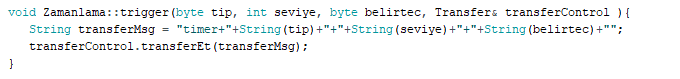 void Zamanlama::trigger(byte tip, int seviye, byte belirtec, Transfer& transferControl ){
String transferMsg = "timer+"+String(tip)+"+"+String(seviye)+"+"+String(belirtec)+"";
transferControl.transferEt(transferMsg);
}